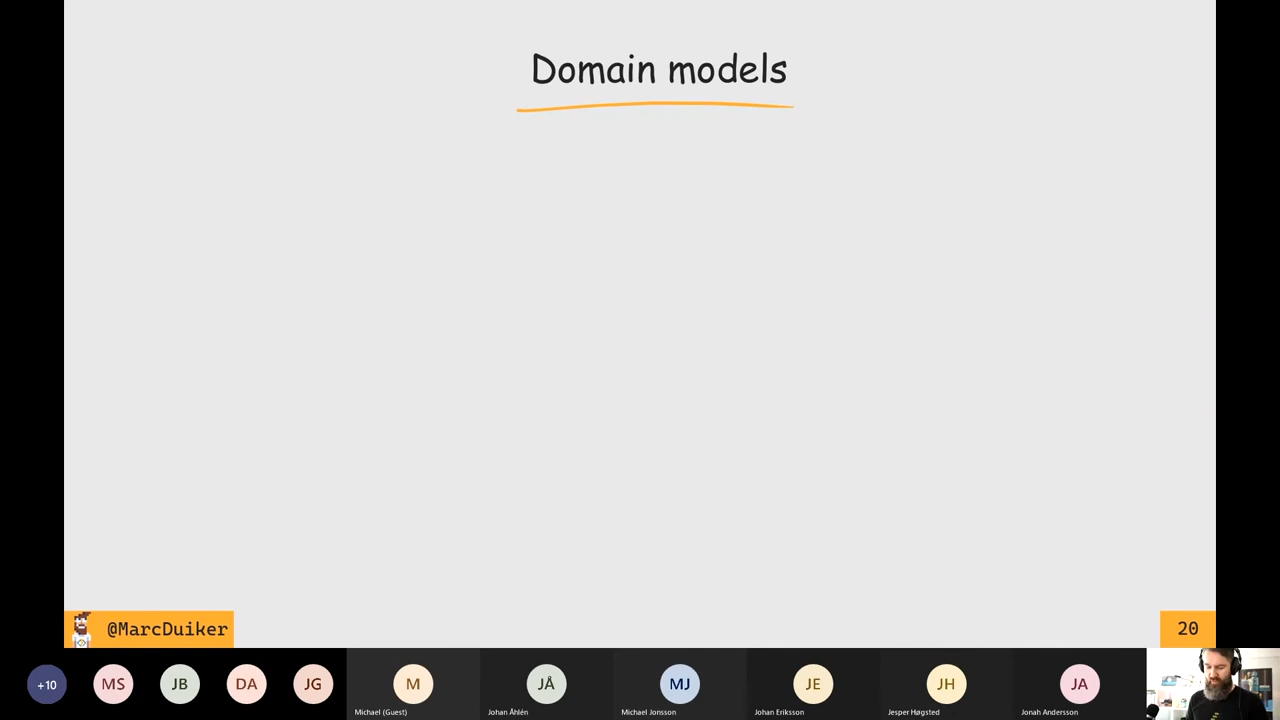 Domain models
@MarcDuiker
20
+10
MS
JB
DA
JG
M
JÅ
MJ
JE
JH
JA
Michael (Guest)
Johan Åhlén
Michael Jonsson
Johan Eriksson
Jesper Høgsted
Jonah Andersson